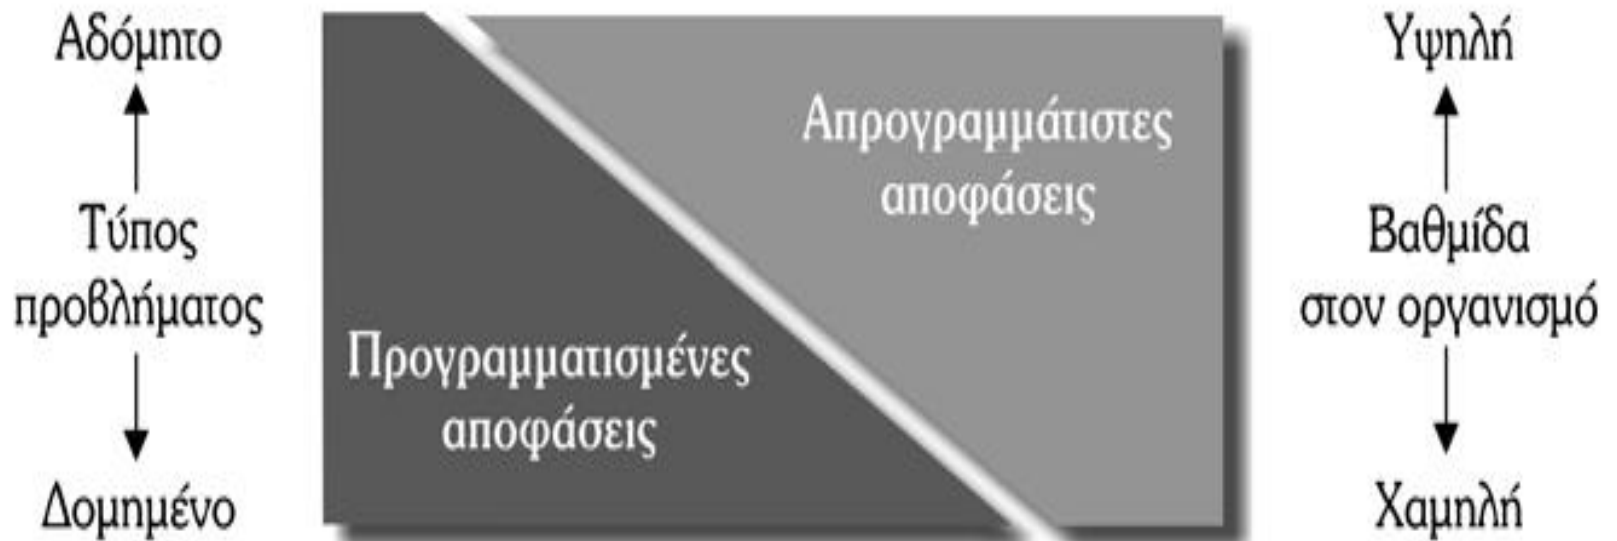 Αδόμητο
Τύπος
προβλήματος
Δομημένο
Απρογραμμάτιστες
αποφάσεις
Προγραμματισμένες
αποφάσεις
Υψηλή
Βαθμίδα
στον οργανισμό
Χαμηλή